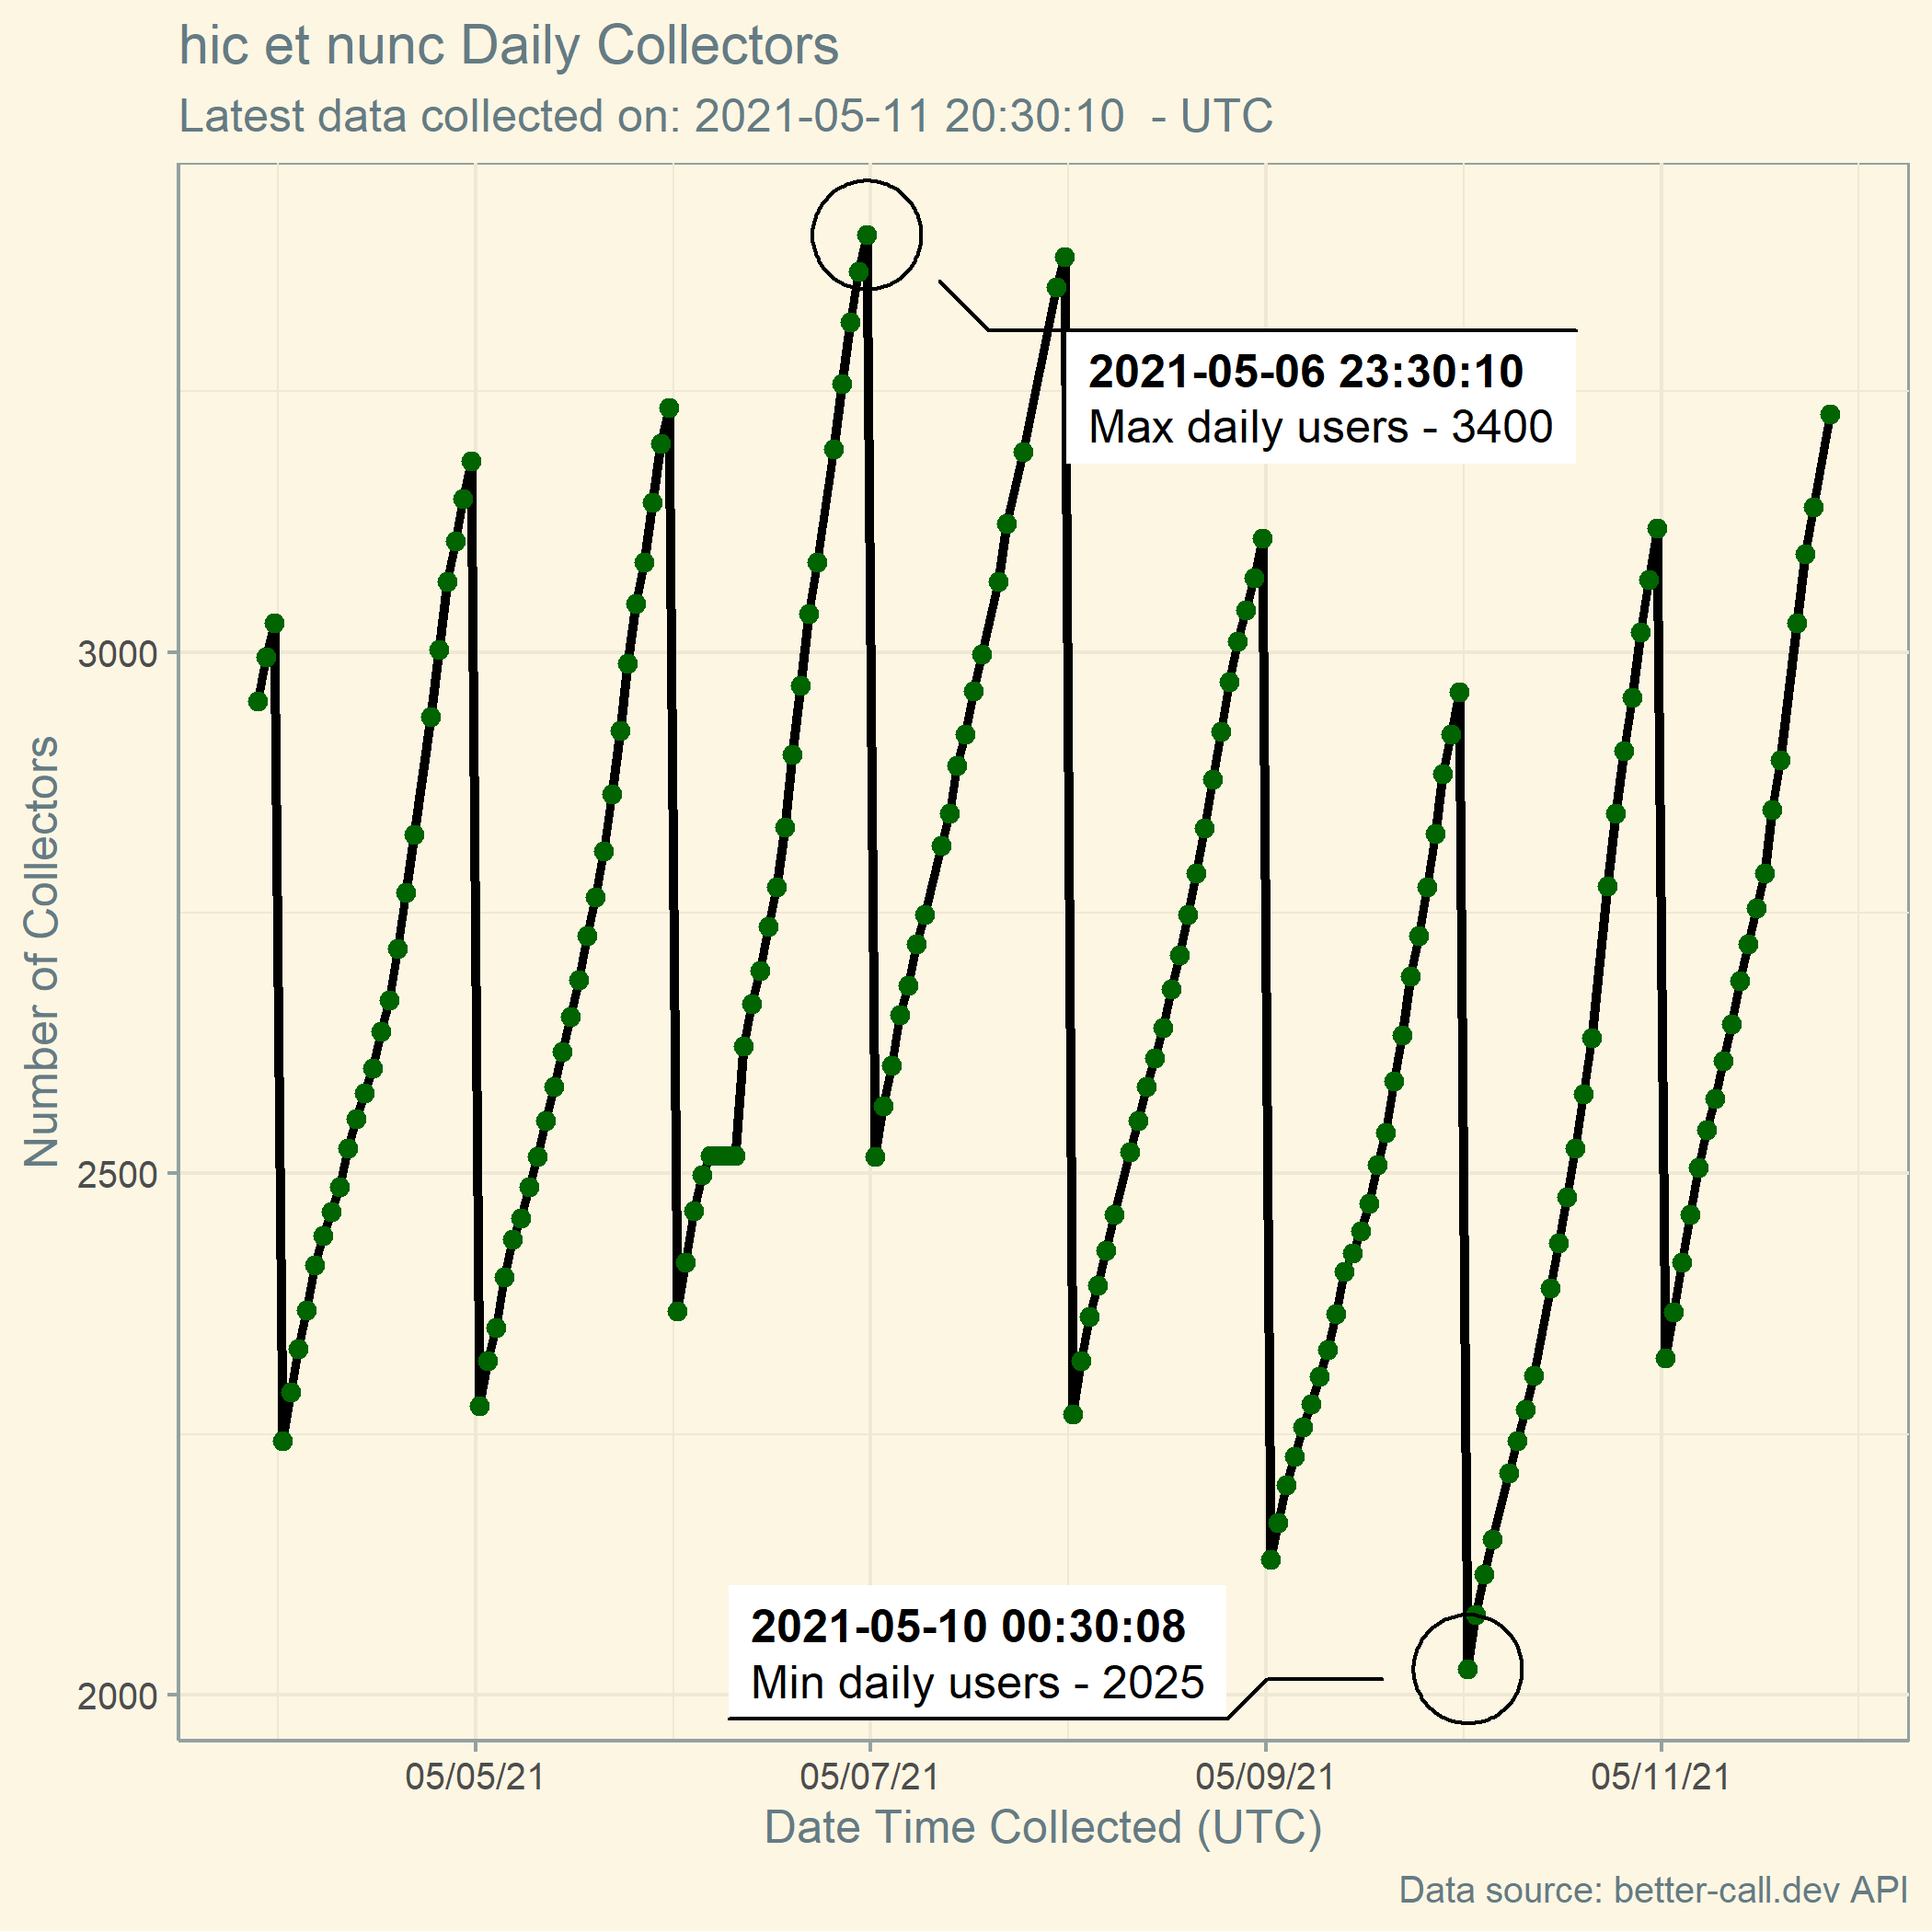 hic et nunc Daily Collectors
Latest data collected on: 2021-05-11 20:30:10  - UTC
2021-05-06 23:30:10
Max daily users - 3400
3000
2500
2000
Number of Collectors
2021-05-10 00:30:08
Min daily users - 2025
05/05/21
05/07/21
05/09/21
05/11/21
Date Time Collected (UTC)
Data source: better-call.dev API